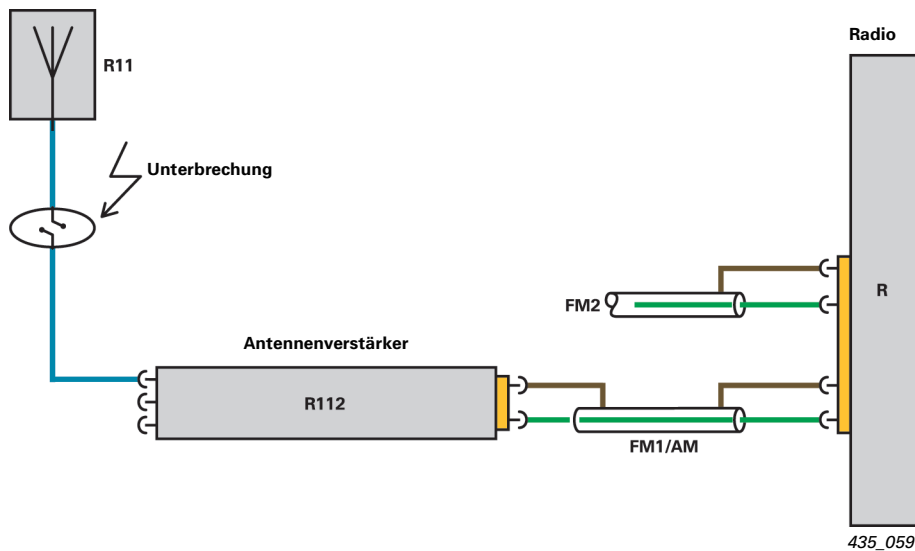 Radio
R11
Unterbrechung
R
FM2
Antennenverstärker
R112
FM1/AM
435_059